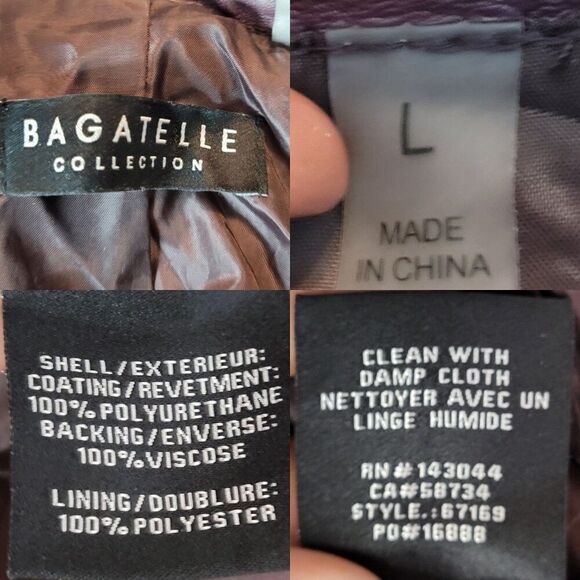 BAGATELLE
COLLECTION
L
MADE
IN CHINA
SHELL/EXTERIEUR:
COATING/REVETMENT:
100% POLYURETHANE
BACKING/ENVERSE:
100% VISCOSE
LINING/DOUBLURE:
100% POLYESTER
CLEAN WITH
DAMP CLOTH
NETTOYER AVEC UN
LINGE HUMIDE
RN#143044
CA#58734
STYLE.:67169
PO#16888